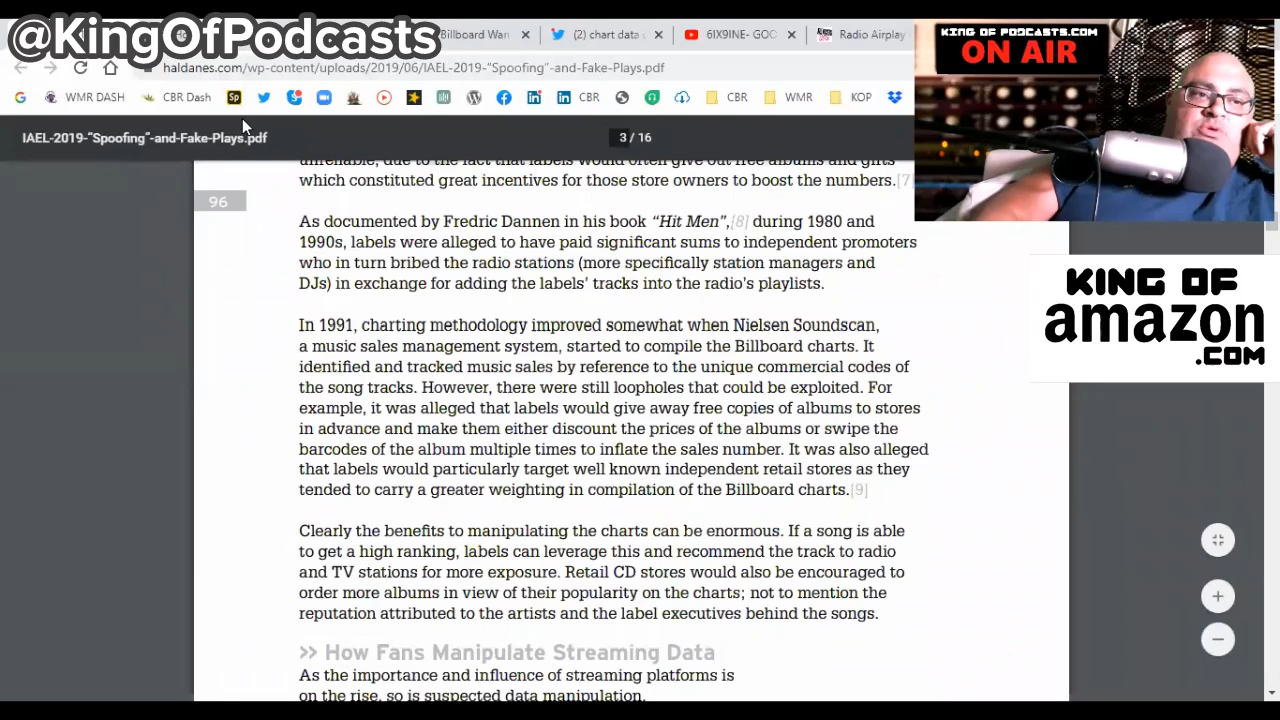 @KingOfPodcasts
Billboard Wan
(2) chart data
6IX9INE- GOO
Radio Airplay
haldanes.com/wp-content/uploads/2019/06/IAEL-2019-"Spoofing"-and-Fake-Plays.pdf
WMR DASH
CBR Dash
Sp
CBR
CBR
WMR
KOP
KING OF PODCASTS.COM
ON AIR
IAEL-2019-"Spoofing"-and-Fake-Plays.pdf
3 / 16
unreliable, due to the fact that labels would often give out free albums and gifts
which constituted great incentives for those store owners to boost the numbers.[7]
96
As documented by Fredric Dannen in his book “Hit Men”,[8] during 1980 and
1990s, labels were alleged to have paid significant sums to independent promoters
who in turn bribed the radio stations (more specifically station managers and
DJs) in exchange for adding the labels’ tracks into the radio’s playlists.
In 1991, charting methodology improved somewhat when Nielsen Soundscan,
a music sales management system, started to compile the Billboard charts. It
identified and tracked music sales by reference to the unique commercial codes of
the song tracks. However, there were still loopholes that could be exploited. For
example, it was alleged that labels would give away free copies of albums to stores
in advance and make them either discount the prices of the albums or swipe the
barcodes of the album multiple times to inflate the sales number. It was also alleged
that labels would particularly target well known independent retail stores as they
tended to carry a greater weighting in compilation of the Billboard charts.[9]
Clearly the benefits to manipulating the charts can be enormous. If a song is able
to get a high ranking, labels can leverage this and recommend the track to radio
and TV stations for more exposure. Retail CD stores would also be encouraged to
order more albums in view of their popularity on the charts; not to mention the
reputation attributed to the artists and the label executives behind the songs.
>> How Fans Manipulate Streaming Data
As the importance and influence of streaming platforms is
on the rise, so is suspected data manipulation.
KING OF
amazon
.COM